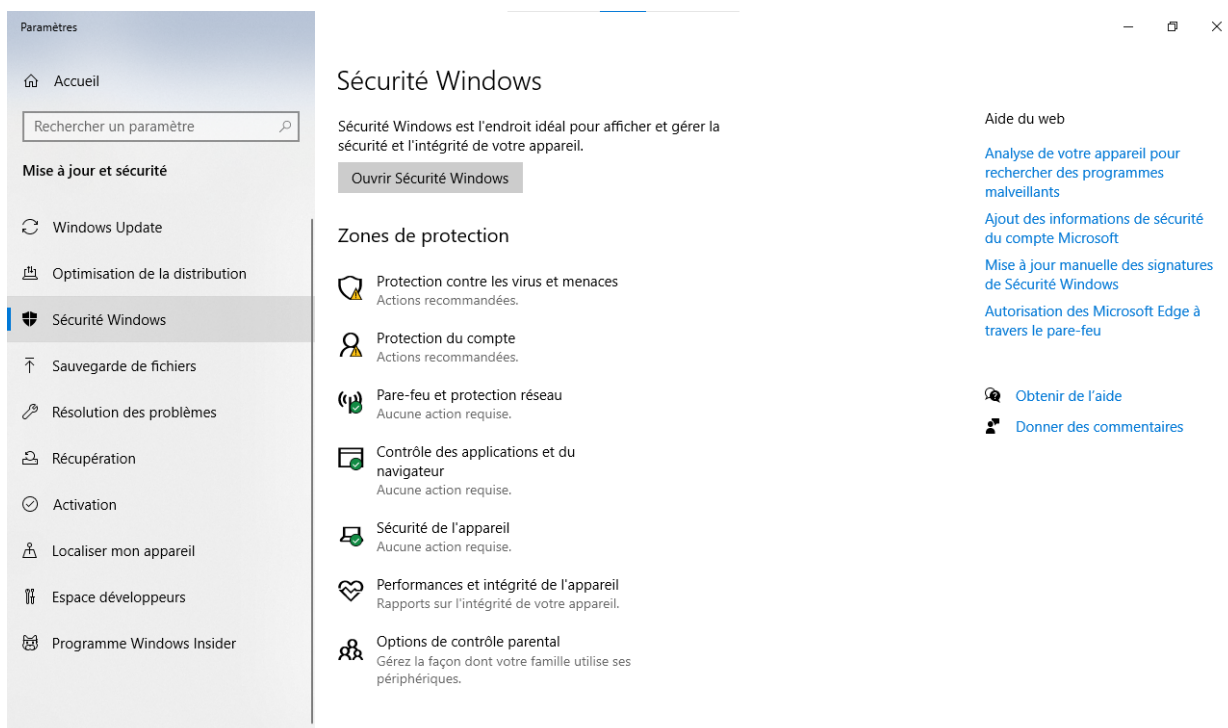 Paramètres
Accueil
Rechercher un paramètre
Mise à jour et sécurité
Windows Update
Optimisation de la distribution
Sécurité Windows
Sauvegarde de fichiers
Résolution des problèmes
Récupération
Activation
Localiser mon appareil
Espace développeurs
Programme Windows Insider
Sécurité Windows
Sécurité Windows est l'endroit idéal pour afficher et gérer la
sécurité et l'intégrité de votre appareil.
Ouvrir Sécurité Windows
Zones de protection
Protection contre les virus et menaces
Actions recommandées.
Protection du compte
Actions recommandées.
Pare-feu et protection réseau
Aucune action requise.
Contrôle des applications et du
navigateur
Aucune action requise.
Sécurité de l'appareil
Aucune action requise.
Performances et intégrité de l'appareil
Rapports sur l'intégrité de votre appareil.
Options de contrôle parental
Gérez la façon dont votre famille utilise ses
périphériques.
Aide du web
Analyse de votre appareil pour
rechercher des programmes
malveillants
Ajout des informations de sécurité
du compte Microsoft
Mise à jour manuelle des signatures
de Sécurité Windows
Autorisation des Microsoft Edge à
travers le pare-feu
Obtenir de l'aide
Donner des commentaires